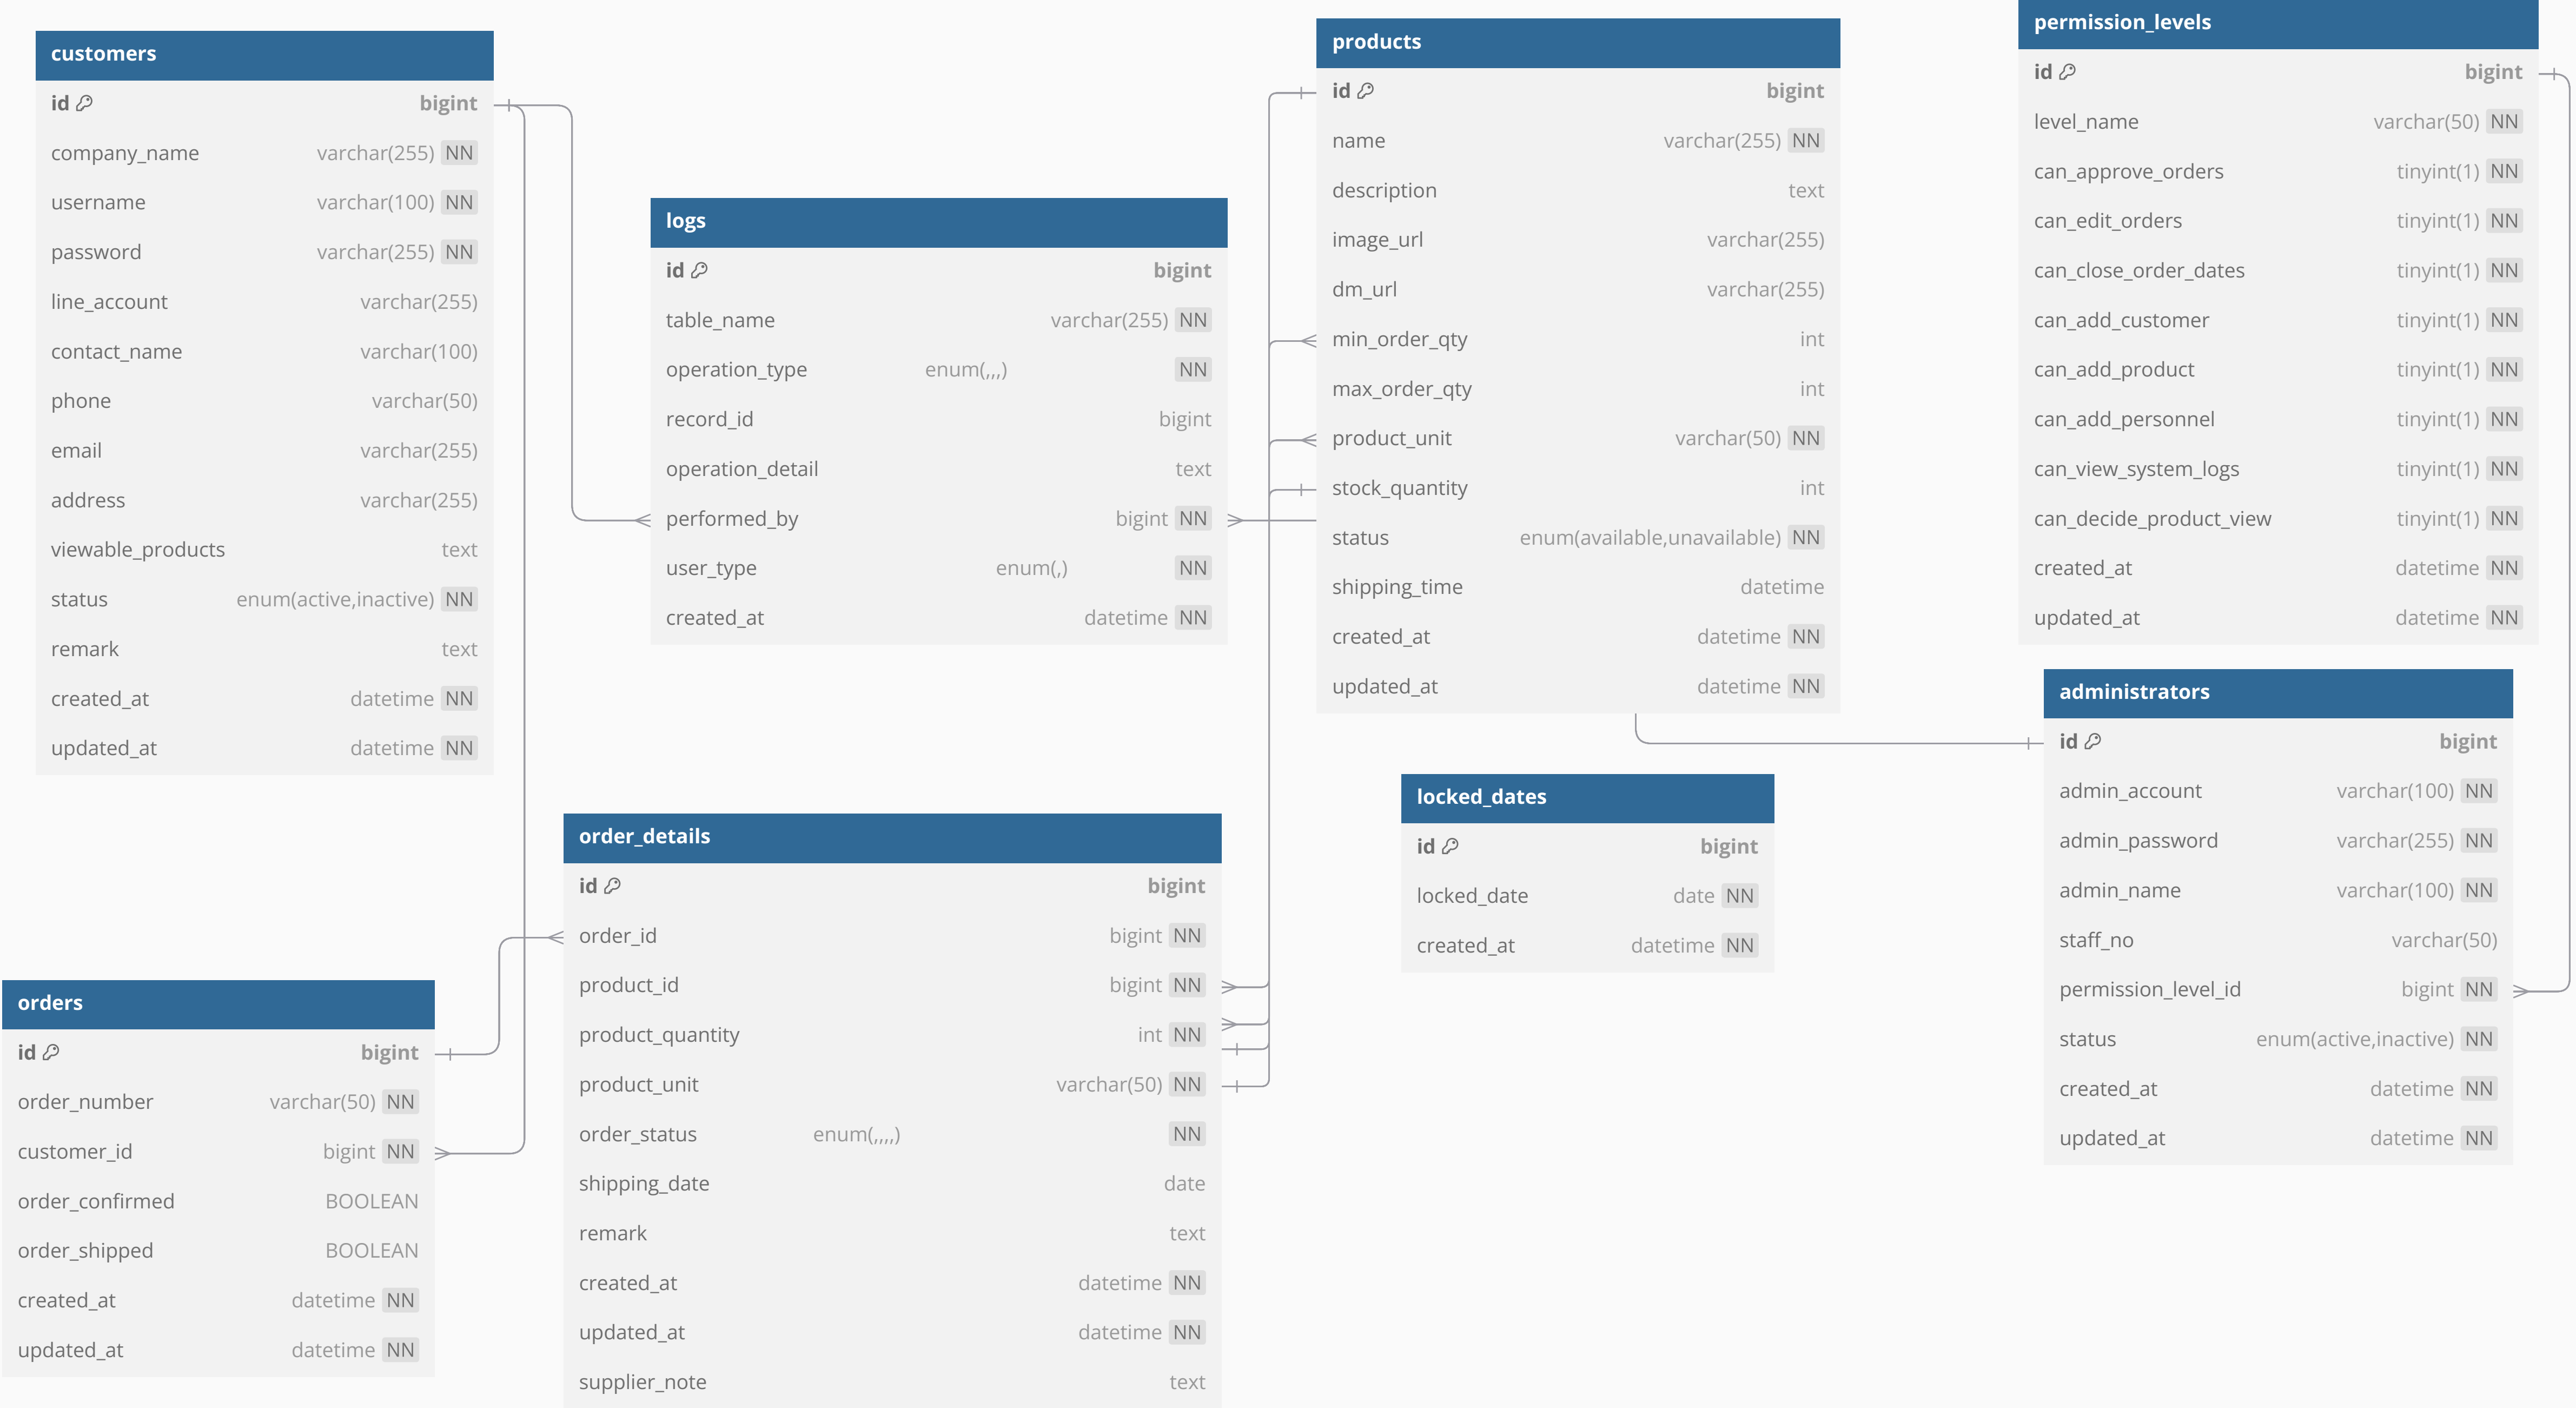 customers
id bigint
company_name varchar(255) NN
username varchar(100) NN
password varchar(255) NN
line_account varchar(255)
contact_name varchar(100)
phone varchar(50)
email varchar(255)
address varchar(255)
viewable_products text
status enum(active,inactive) NN
remark text
created_at datetime NN
updated_at datetime NN
logs
id bigint
table_name varchar(255) NN
operation_type enum(,,,) NN
record_id bigint
operation_detail text
performed_by bigint NN
user_type enum(,) NN
created_at datetime NN
products
id bigint
name varchar(255) NN
description text
image_url varchar(255)
dm_url varchar(255)
min_order_qty int
max_order_qty int
product_unit varchar(50) NN
stock_quantity int
status enum(available,unavailable) NN
shipping_time datetime
created_at datetime NN
updated_at datetime NN
permission_levels
id bigint
level_name varchar(50) NN
can_approve_orders tinyint(1) NN
can_edit_orders tinyint(1) NN
can_close_order_dates tinyint(1) NN
can_add_customer tinyint(1) NN
can_add_product tinyint(1) NN
can_add_personnel tinyint(1) NN
can_view_system_logs tinyint(1) NN
can_decide_product_view tinyint(1) NN
created_at datetime NN
updated_at datetime NN
orders
id bigint
order_number varchar(50) NN
customer_id bigint NN
order_confirmed BOOLEAN
order_shipped BOOLEAN
created_at datetime NN
updated_at datetime NN
order_details
id bigint
order_id bigint NN
product_id bigint NN
product_quantity int NN
product_unit varchar(50) NN
order_status enum(,,,,) NN
shipping_date date
remark text
created_at datetime NN
updated_at datetime NN
supplier_note text
locked_dates
id bigint
locked_date date NN
created_at datetime NN
administrators
id bigint
admin_account varchar(100) NN
admin_password varchar(255) NN
admin_name varchar(100) NN
staff_no varchar(50)
permission_level_id bigint NN
status enum(active,inactive) NN
created_at datetime NN
updated_at datetime NN